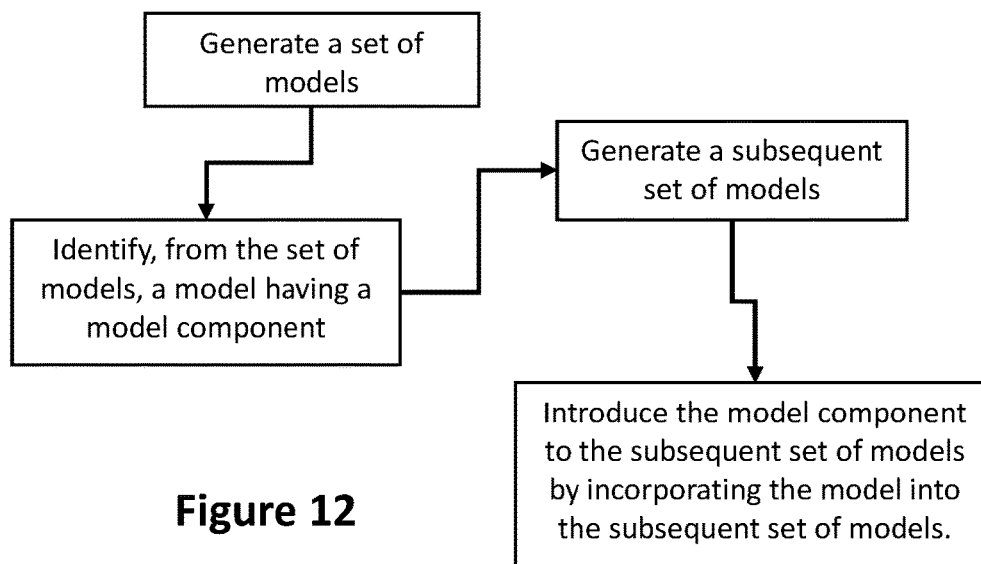 Generate a set of
models
Identify, from the set of
models, a model having a
model component
Generate a subsequent
set of models
Introduce the model component
to the subsequent set of models
by incorporating the model into
the subsequent set of models.
Figure 12